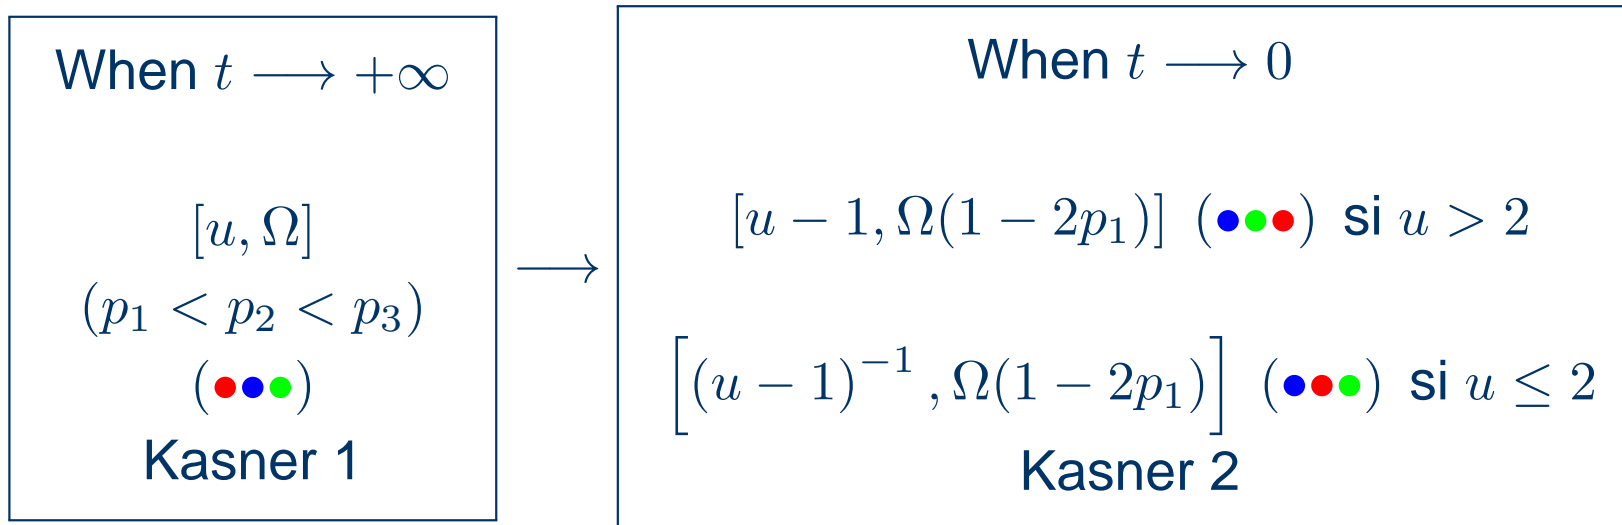 When t ⟶ +∞
[u, Ω]
(p₁ < p₂ < p₃)
(●●●)
Kasner 1
⟶
When t ⟶ 0
[u − 1, Ω(1 − 2p₁)] (●●●) si u > 2
[(u − 1)⁻¹, Ω(1 − 2p₁)] (●●●) si u ≤ 2
Kasner 2